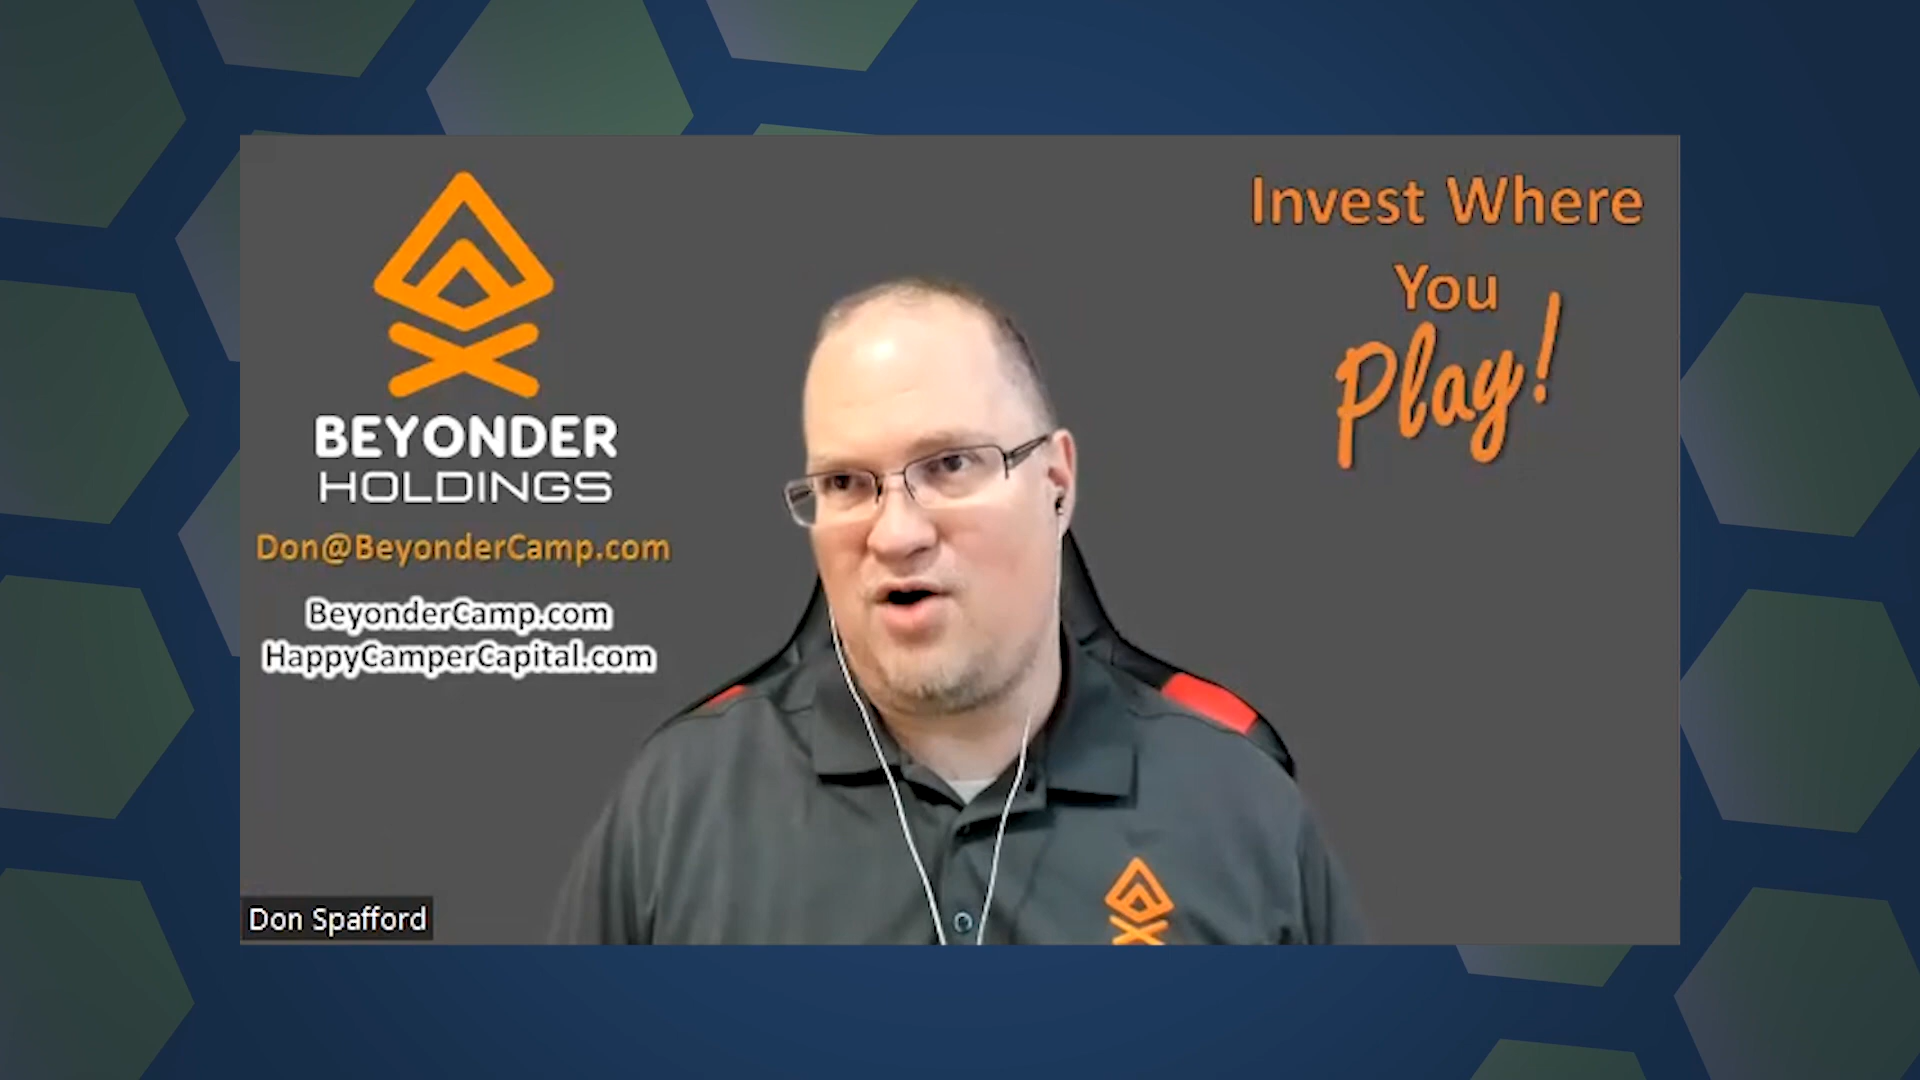 BEYONDER
HOLDINGS
Don@BeyonderCamp.com
BeyonderCamp.com
HappyCamperCapital.com
Invest Where
You
Play!
Don Spafford